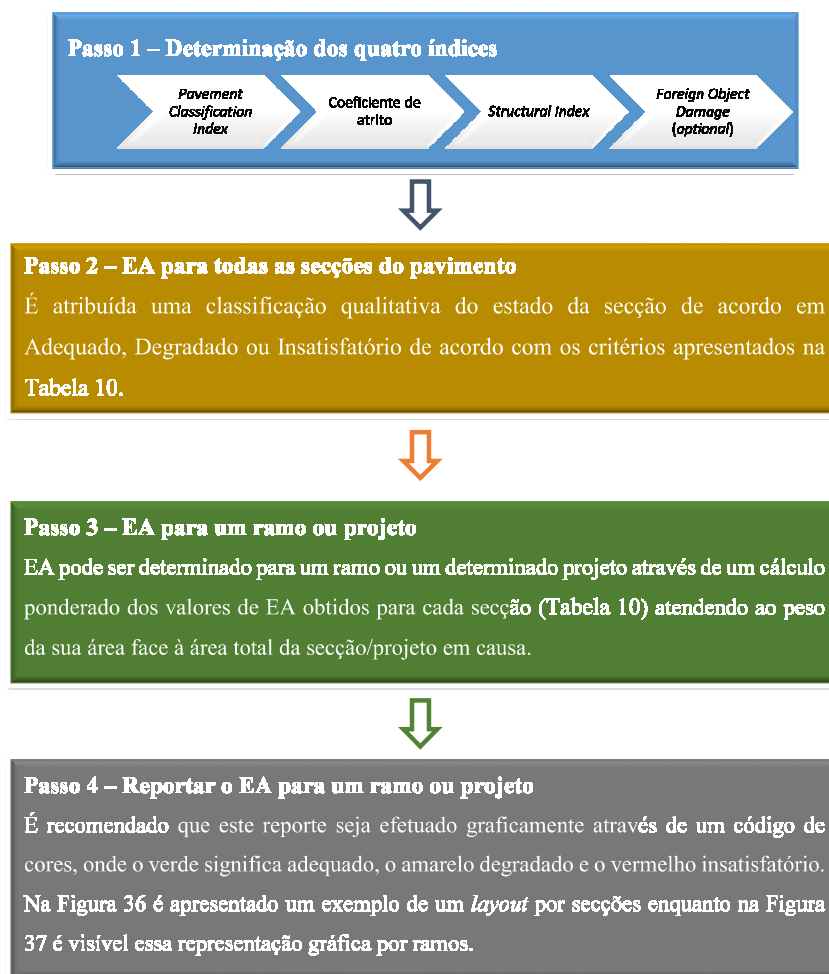 Passo 1 – Determinação dos quatro índices
Pavement
Classification
Index
Coeficiente de
atrito
Structural Index
Foreign Object
Damage
(optional)
Passo 2 – EA para todas as secções do pavimento
É atribuída uma classificação qualitativa do estado da secção de acordo em
Adequado, Degradado ou Insatisfatório de acordo com os critérios apresentados na
Tabela 10.
Passo 3 – EA para um ramo ou projeto
EA pode ser determinado para um ramo ou um determinado projeto através de um cálculo
ponderado dos valores de EA obtidos para cada secção (Tabela 10) atendendo ao peso
da sua área face à área total da secção/projeto em causa.
Passo 4 – Reportar o EA para um ramo ou projeto
É recomendado que este reporte seja efetuado graficamente através de um código de
cores, onde o verde significa adequado, o amarelo degradado e o vermelho insatisfatório.
Na Figura 36 é apresentado um exemplo de um layout por secções enquanto na Figura
37 é visível essa representação gráfica por ramos.